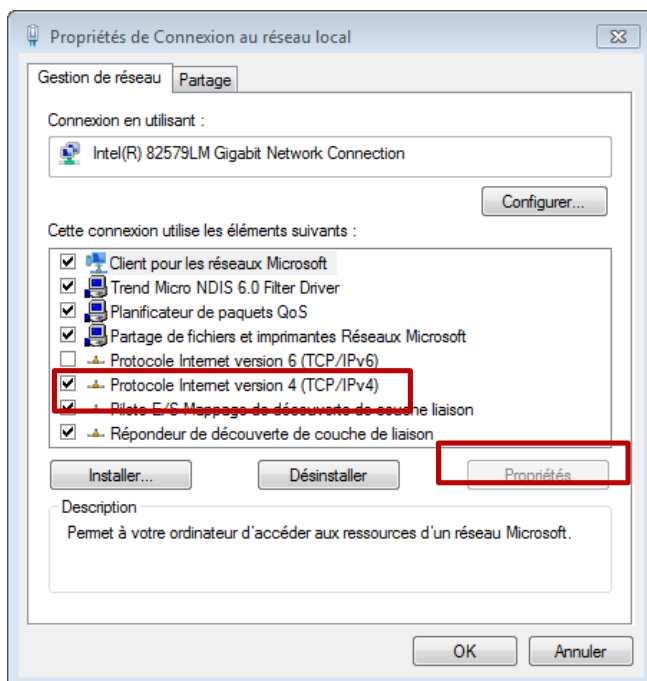 Propriétés de Connexion au réseau local
Gestion de réseau Partage
Connexion en utilisant :
Intel(R) 82579LM Gigabit Network Connection
Configurer...
Cette connexion utilise les éléments suivants :
Client pour les réseaux Microsoft
Trend Micro NDIS 6.0 Filter Driver
Planificateur de paquets QoS
Partage de fichiers et imprimantes Réseaux Microsoft
Protocole Internet version 6 (TCP/IPv6)
Protocole Internet version 4 (TCP/IPv4)
Pilote E/S Mappage de découverte de couche liaison
Répondeur de découverte de couche de liaison
Installer... Désinstaller Propriétés
Description
Permet à votre ordinateur d'accéder aux ressources d'un réseau Microsoft.
OK Annuler